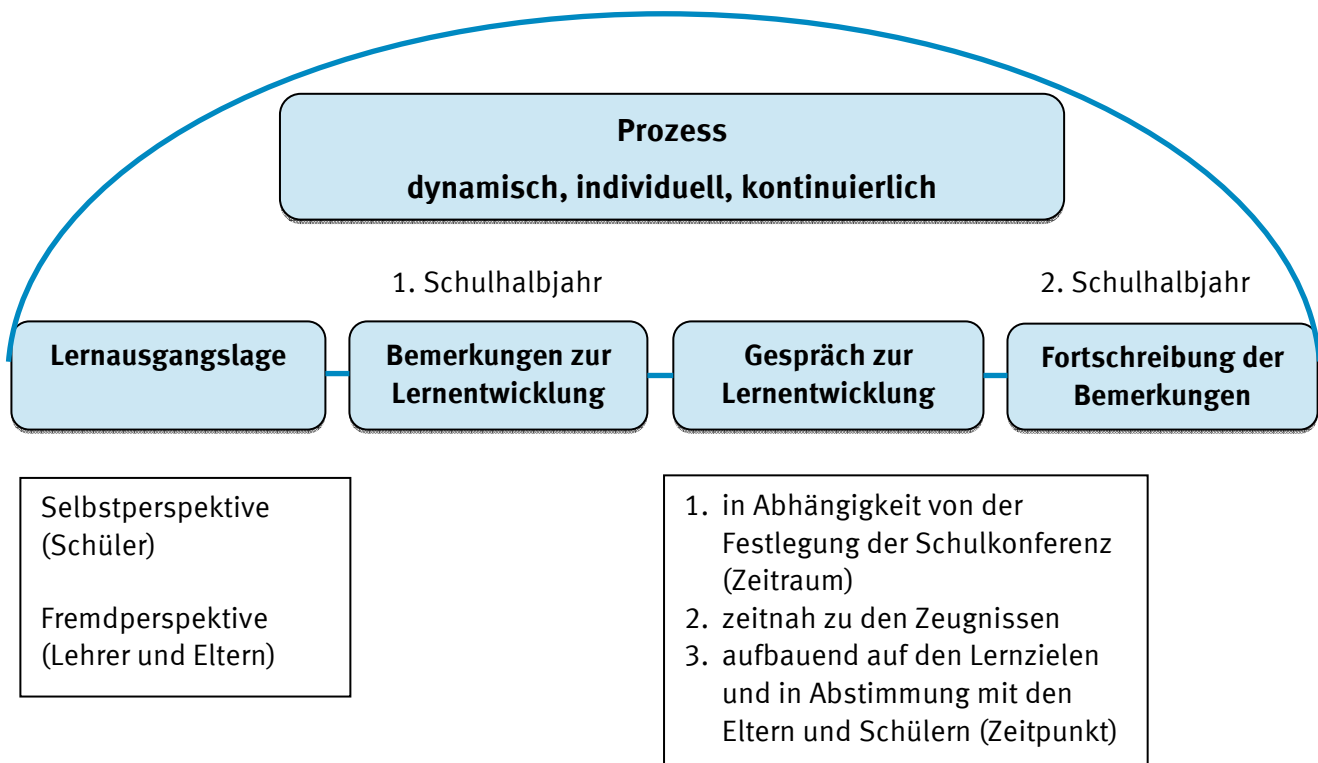 Prozess
dynamisch, individuell, kontinuierlich
1. Schulhalbjahr
2. Schulhalbjahr
Lernausgangslage
Bemerkungen zur
Lernentwicklung
Gespräch zur
Lernentwicklung
Fortschreibung der
Bemerkungen
Selbstperspektive
(Schüler)
Fremdperspektive
(Lehrer und Eltern)
1. in Abhängigkeit von der
Festlegung der Schulkonferenz
(Zeitraum)
2. zeitnah zu den Zeugnissen
3. aufbauend auf den Lernzielen
und in Abstimmung mit den
Eltern und Schülern (Zeitpunkt)